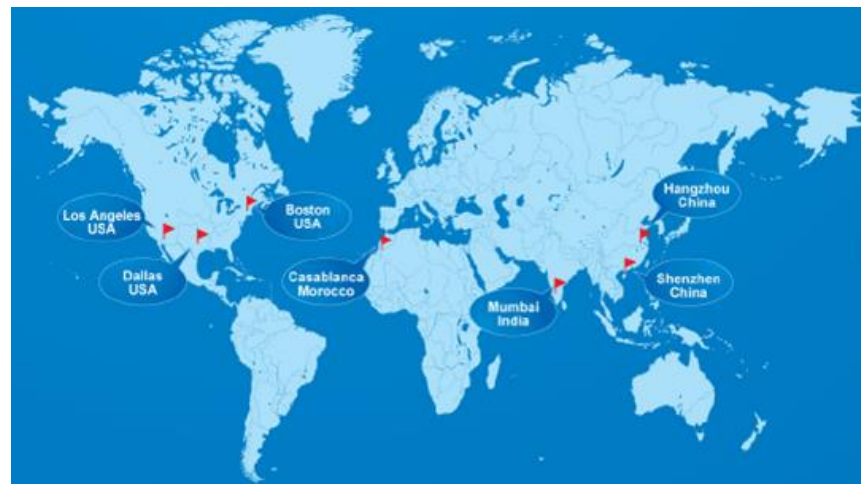 Los Angeles
USA
Boston
USA
Dallas
USA
Casablanca
Morocco
Mumbai
India
Hangzhou
China
Shenzhen
China